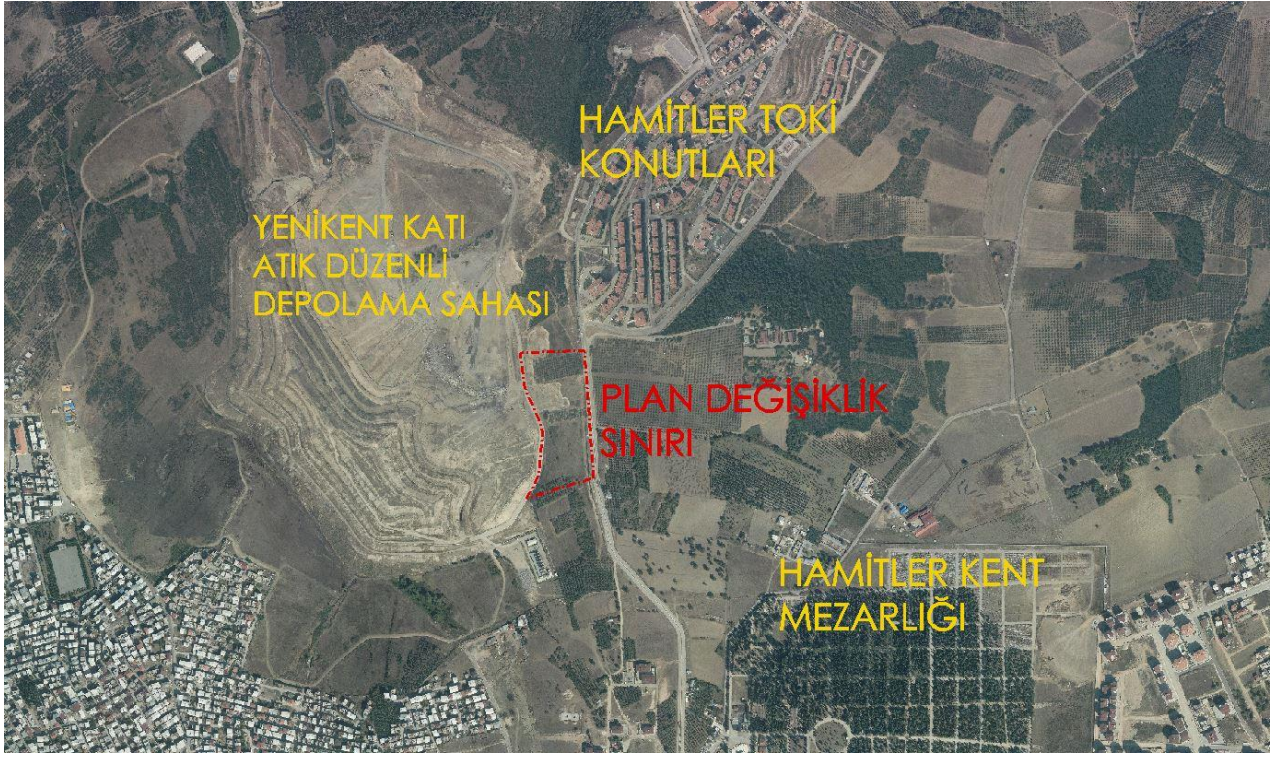 HAMİTLER TOKİ
KONUTLARI
YENİKENT KATI
ATIK DÜZENLİ
DEPOLAMA SAHASI
PLAN DEĞİŞİKLİK
SINIRI
HAMİTLER KENT
MEZARLIĞI